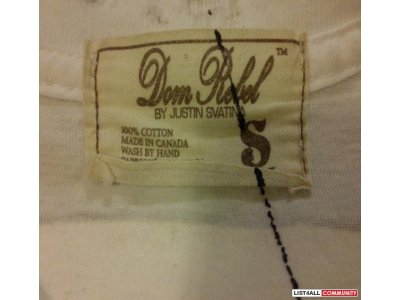 Dom Rebel ™
BY JUSTIN SVATINA
100% COTTON
MADE IN CANADA
WASH BY HAND
S
LIST4ALL COMMUNITY